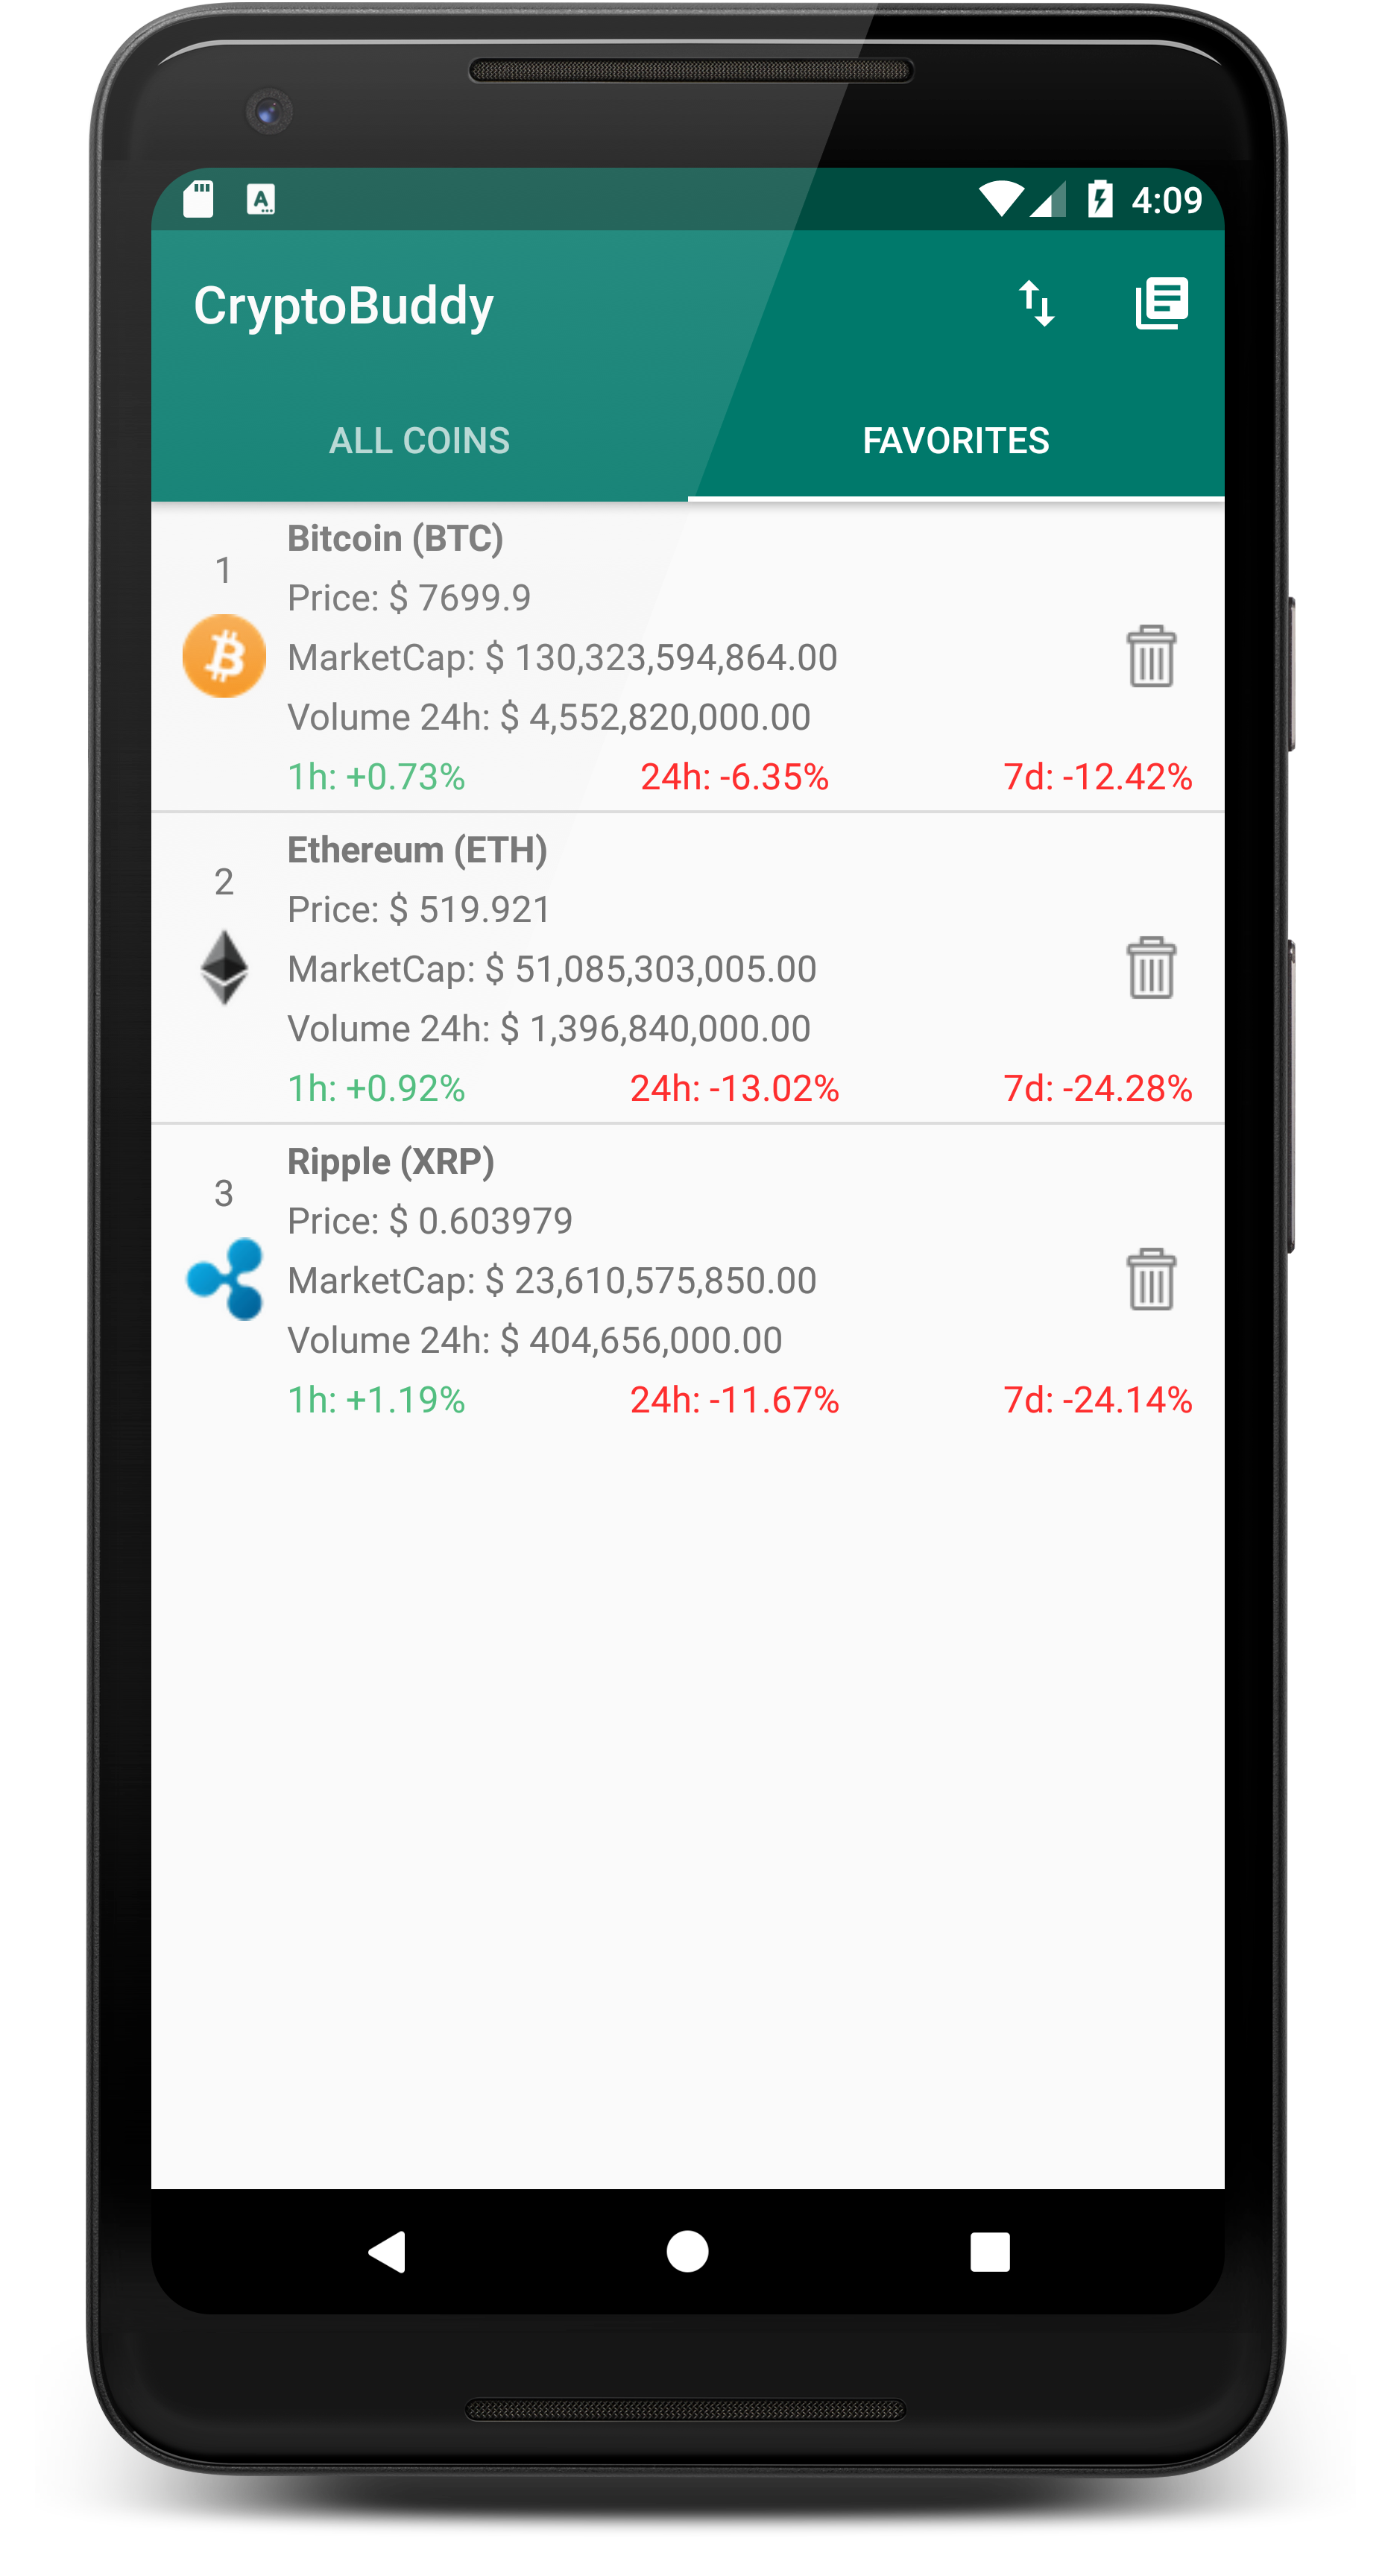 4:09
CryptoBuddy
ALL COINS FAVORITES
1
Bitcoin (BTC)
Price: $ 7699.9
MarketCap: $ 130,323,594,864.00
Volume 24h: $ 4,552,820,000.00
1h: +0.73% 24h: -6.35% 7d: -12.42%
2
Ethereum (ETH)
Price: $ 519.921
MarketCap: $ 51,085,303,005.00
Volume 24h: $ 1,396,840,000.00
1h: +0.92% 24h: -13.02% 7d: -24.28%
3
Ripple (XRP)
Price: $ 0.603979
MarketCap: $ 23,610,575,850.00
Volume 24h: $ 404,656,000.00
1h: +1.19% 24h: -11.67% 7d: -24.14%